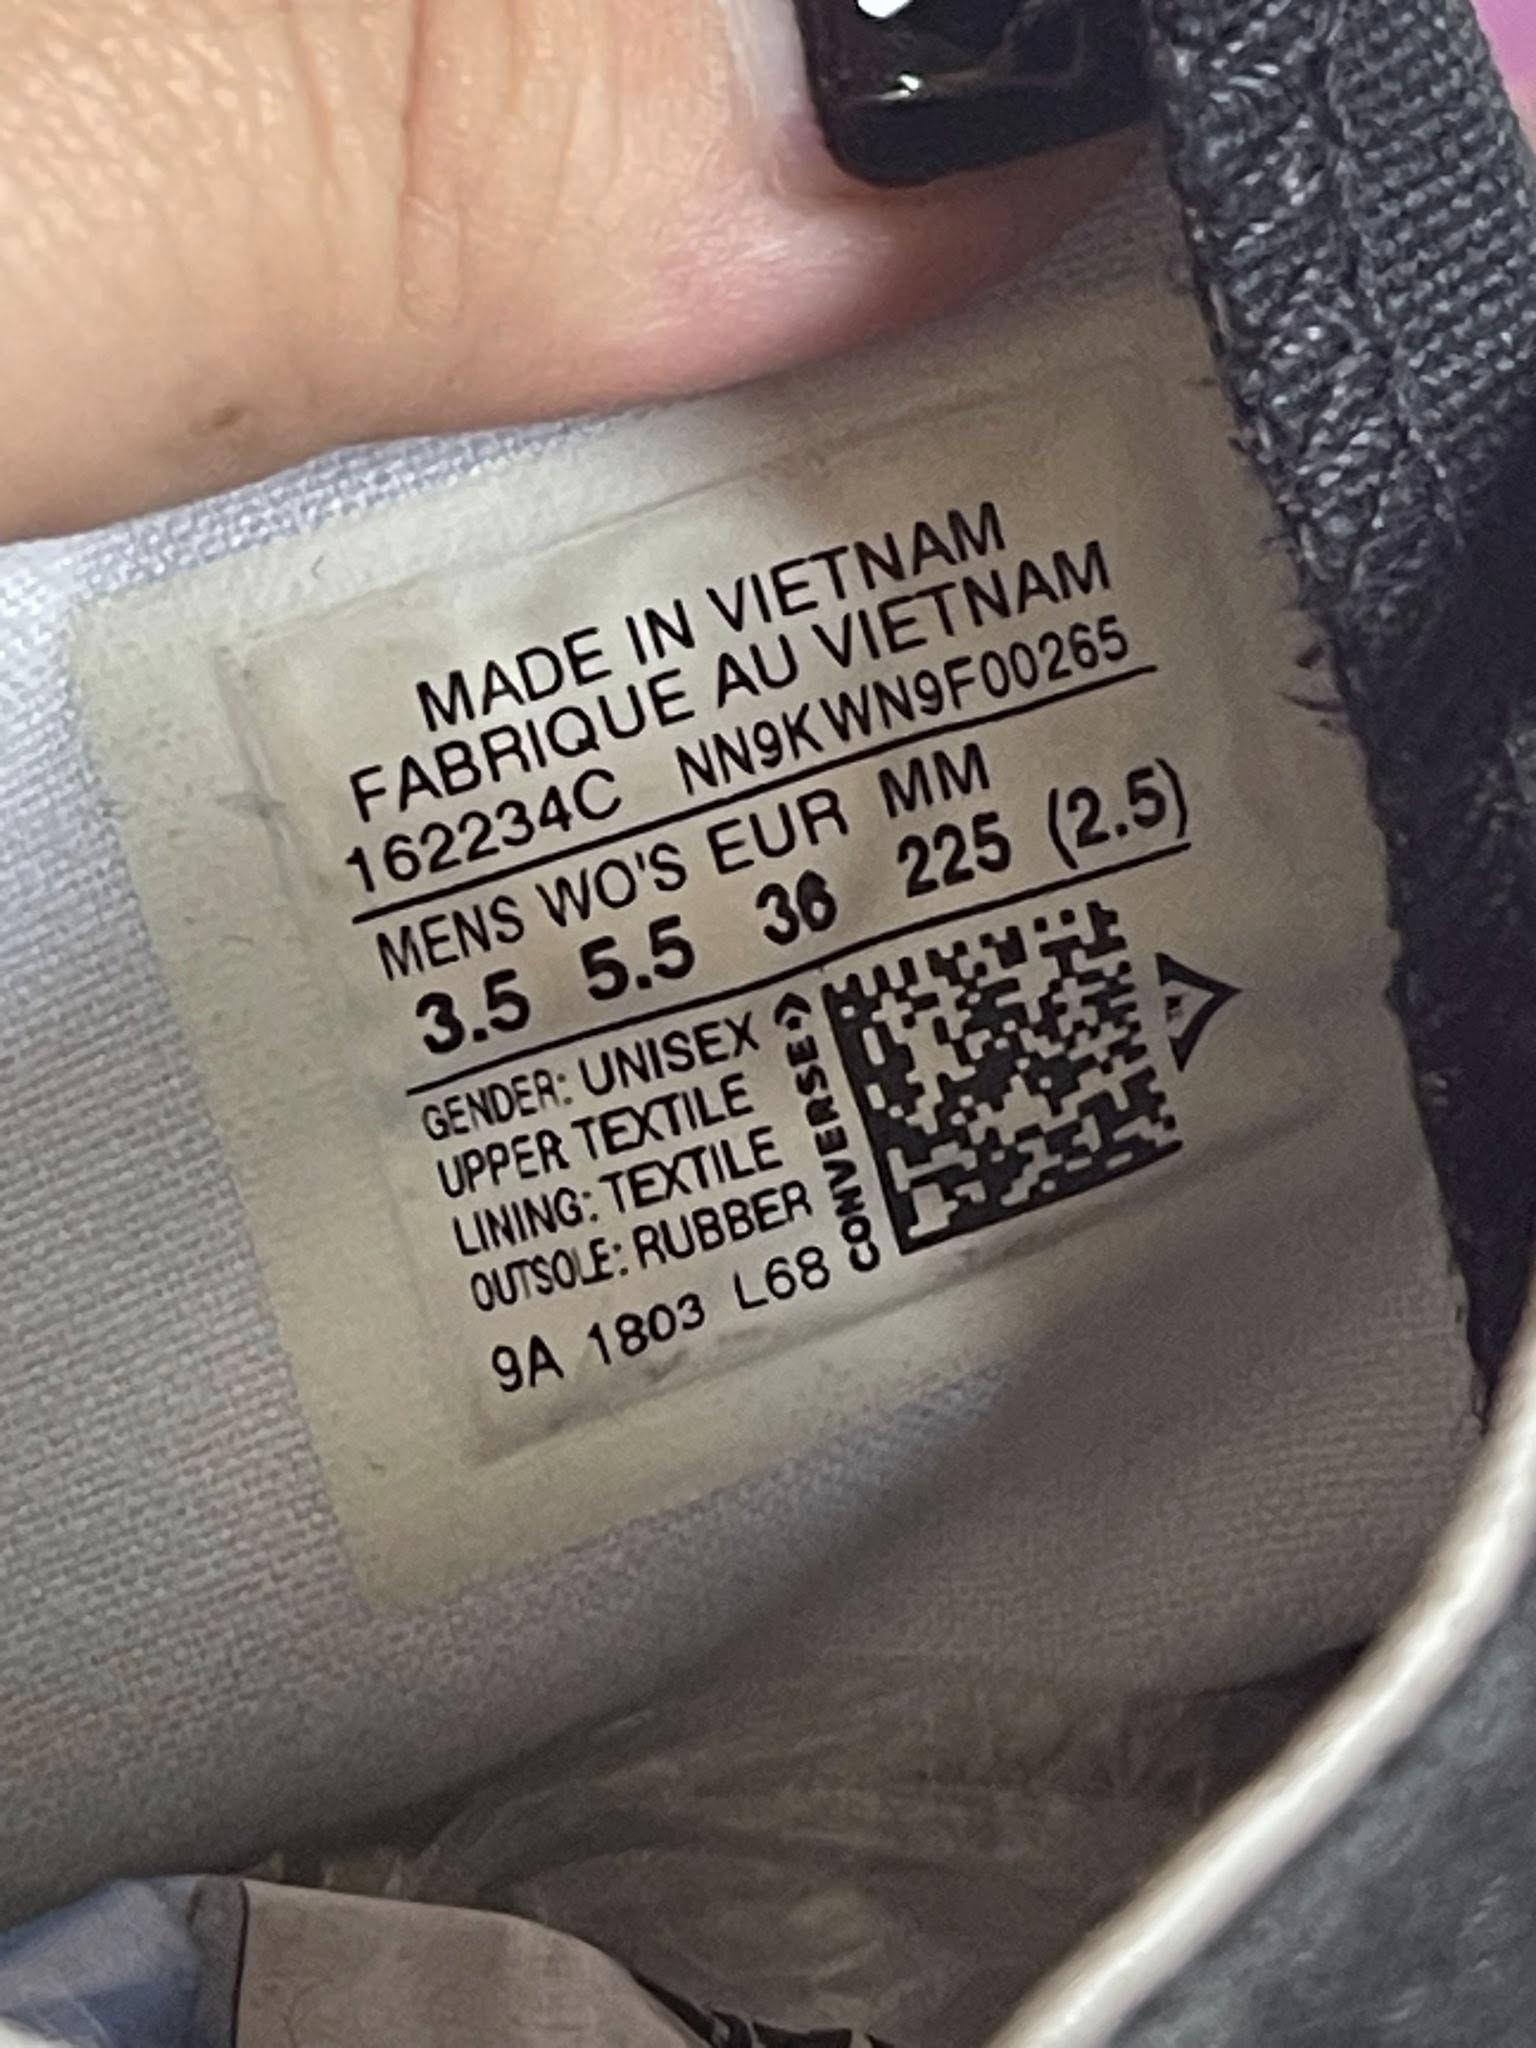 MADE IN VIETNAM
FABRIQUE AU VIETNAM
162234C NN9KWN9F00265
MENS WO'S EUR MM
3.5 5.5 36 225 (2.5)
GENDER: UNISEX
UPPER TEXTILE
LINING: TEXTILE
OUTSOLE: RUBBER
9A 1803 L68
CONVERSE